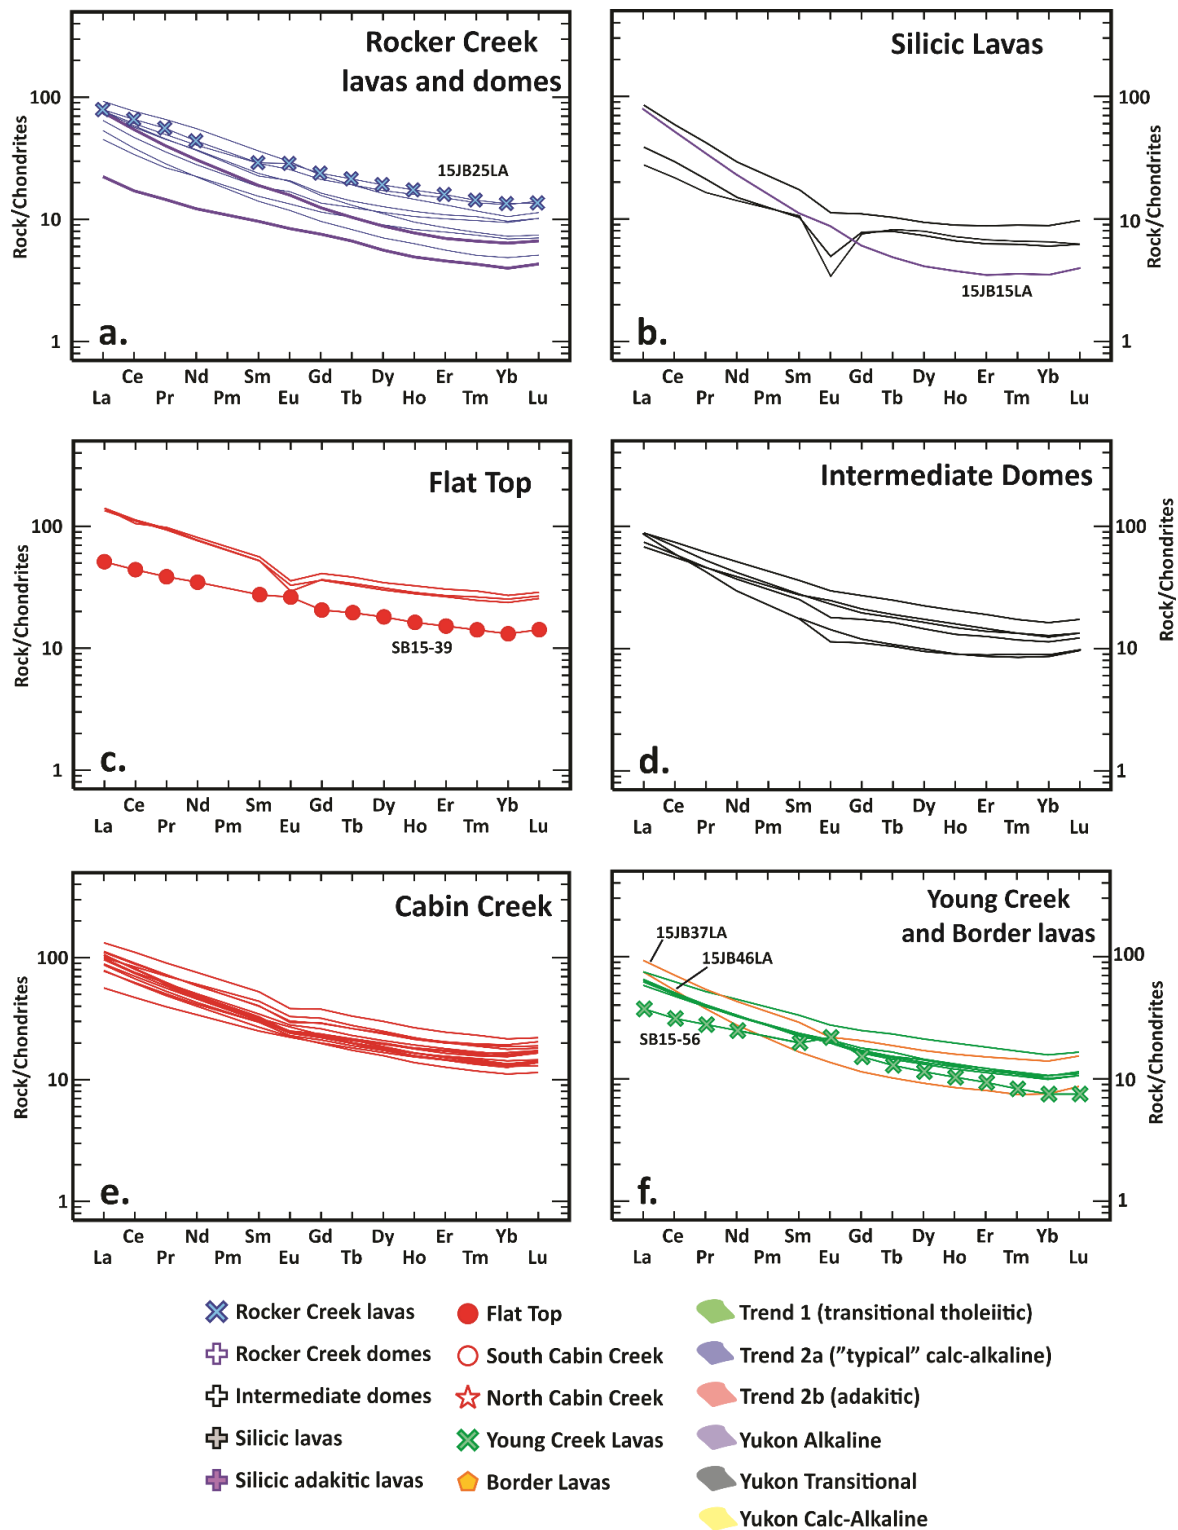 Rocker Creek
lavas and domes
Rock/Chondrites
100
10
1
15JB25LA
a.
Ce Nd Sm Gd Dy Er Yb
La Pr Pm Eu Tb Ho Tm Lu
Silicic Lavas
Rock/Chondrites
100
10
1
15JB15LA
b.
Ce Nd Sm Gd Dy Er Yb
La Pr Pm Eu Tb Ho Tm Lu
Flat Top
Rock/Chondrites
100
10
1
SB15-39
c.
Ce Nd Sm Gd Dy Er Yb
La Pr Pm Eu Tb Ho Tm Lu
Intermediate Domes
Rock/Chondrites
100
10
1
d.
Ce Nd Sm Gd Dy Er Yb
La Pr Pm Eu Tb Ho Tm Lu
Cabin Creek
Rock/Chondrites
100
10
1
e.
Ce Nd Sm Gd Dy Er Yb
La Pr Pm Eu Tb Ho Tm Lu
Young Creek
and Border lavas
Rock/Chondrites
100
10
1
15JB37LA
15JB46LA
SB15-56
f.
Ce Nd Sm Gd Dy Er Yb
La Pr Pm Eu Tb Ho Tm Lu
Rocker Creek lavas
Rocker Creek domes
Intermediate domes
Silicic lavas
Silicic adakitic lavas
Flat Top
South Cabin Creek
North Cabin Creek
Young Creek Lavas
Border Lavas
Trend 1 (transitional tholeiitic)
Trend 2a (”typical” calc-alkaline)
Trend 2b (adakitic)
Yukon Alkaline
Yukon Transitional
Yukon Calc-Alkaline